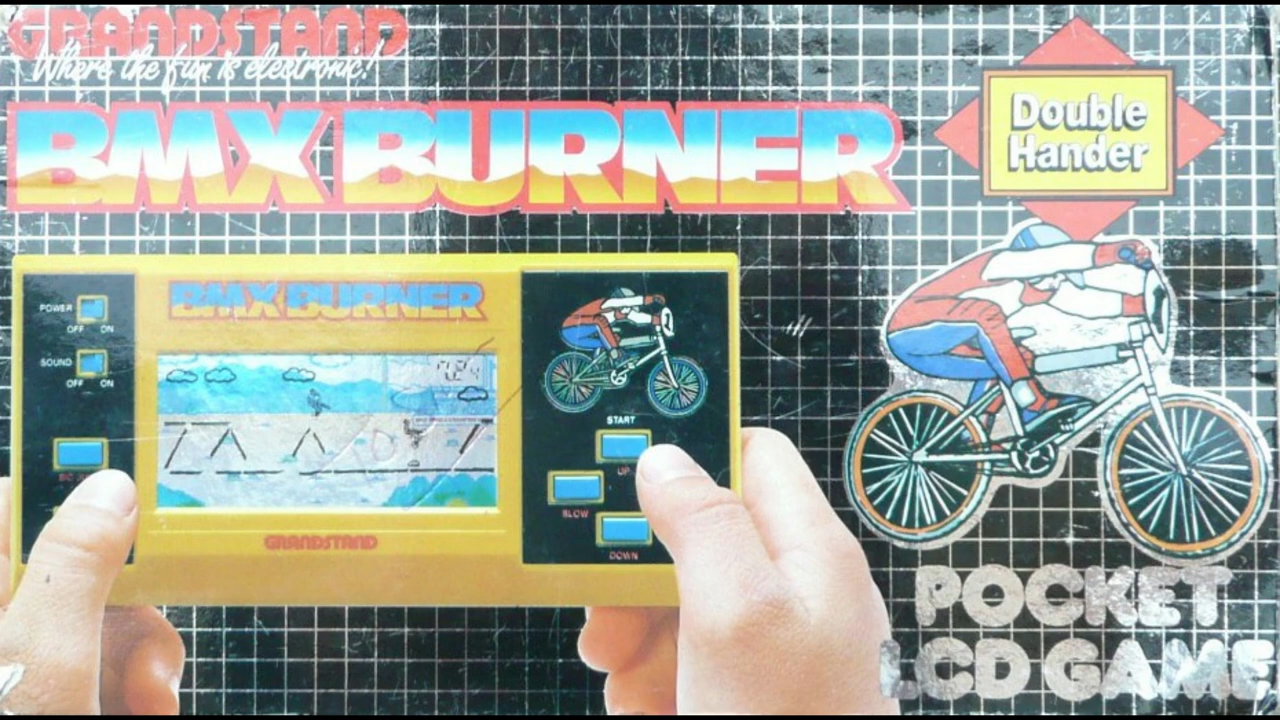 GRANDSTAND
Where the fun is electronic!
BMX BURNER
Double
Hander
POWER
OFF ON
SOUND
OFF ON
BMX BURNER
START
UP
SLOW
DOWN
GRANDSTAND
POCKET
LCD GAME